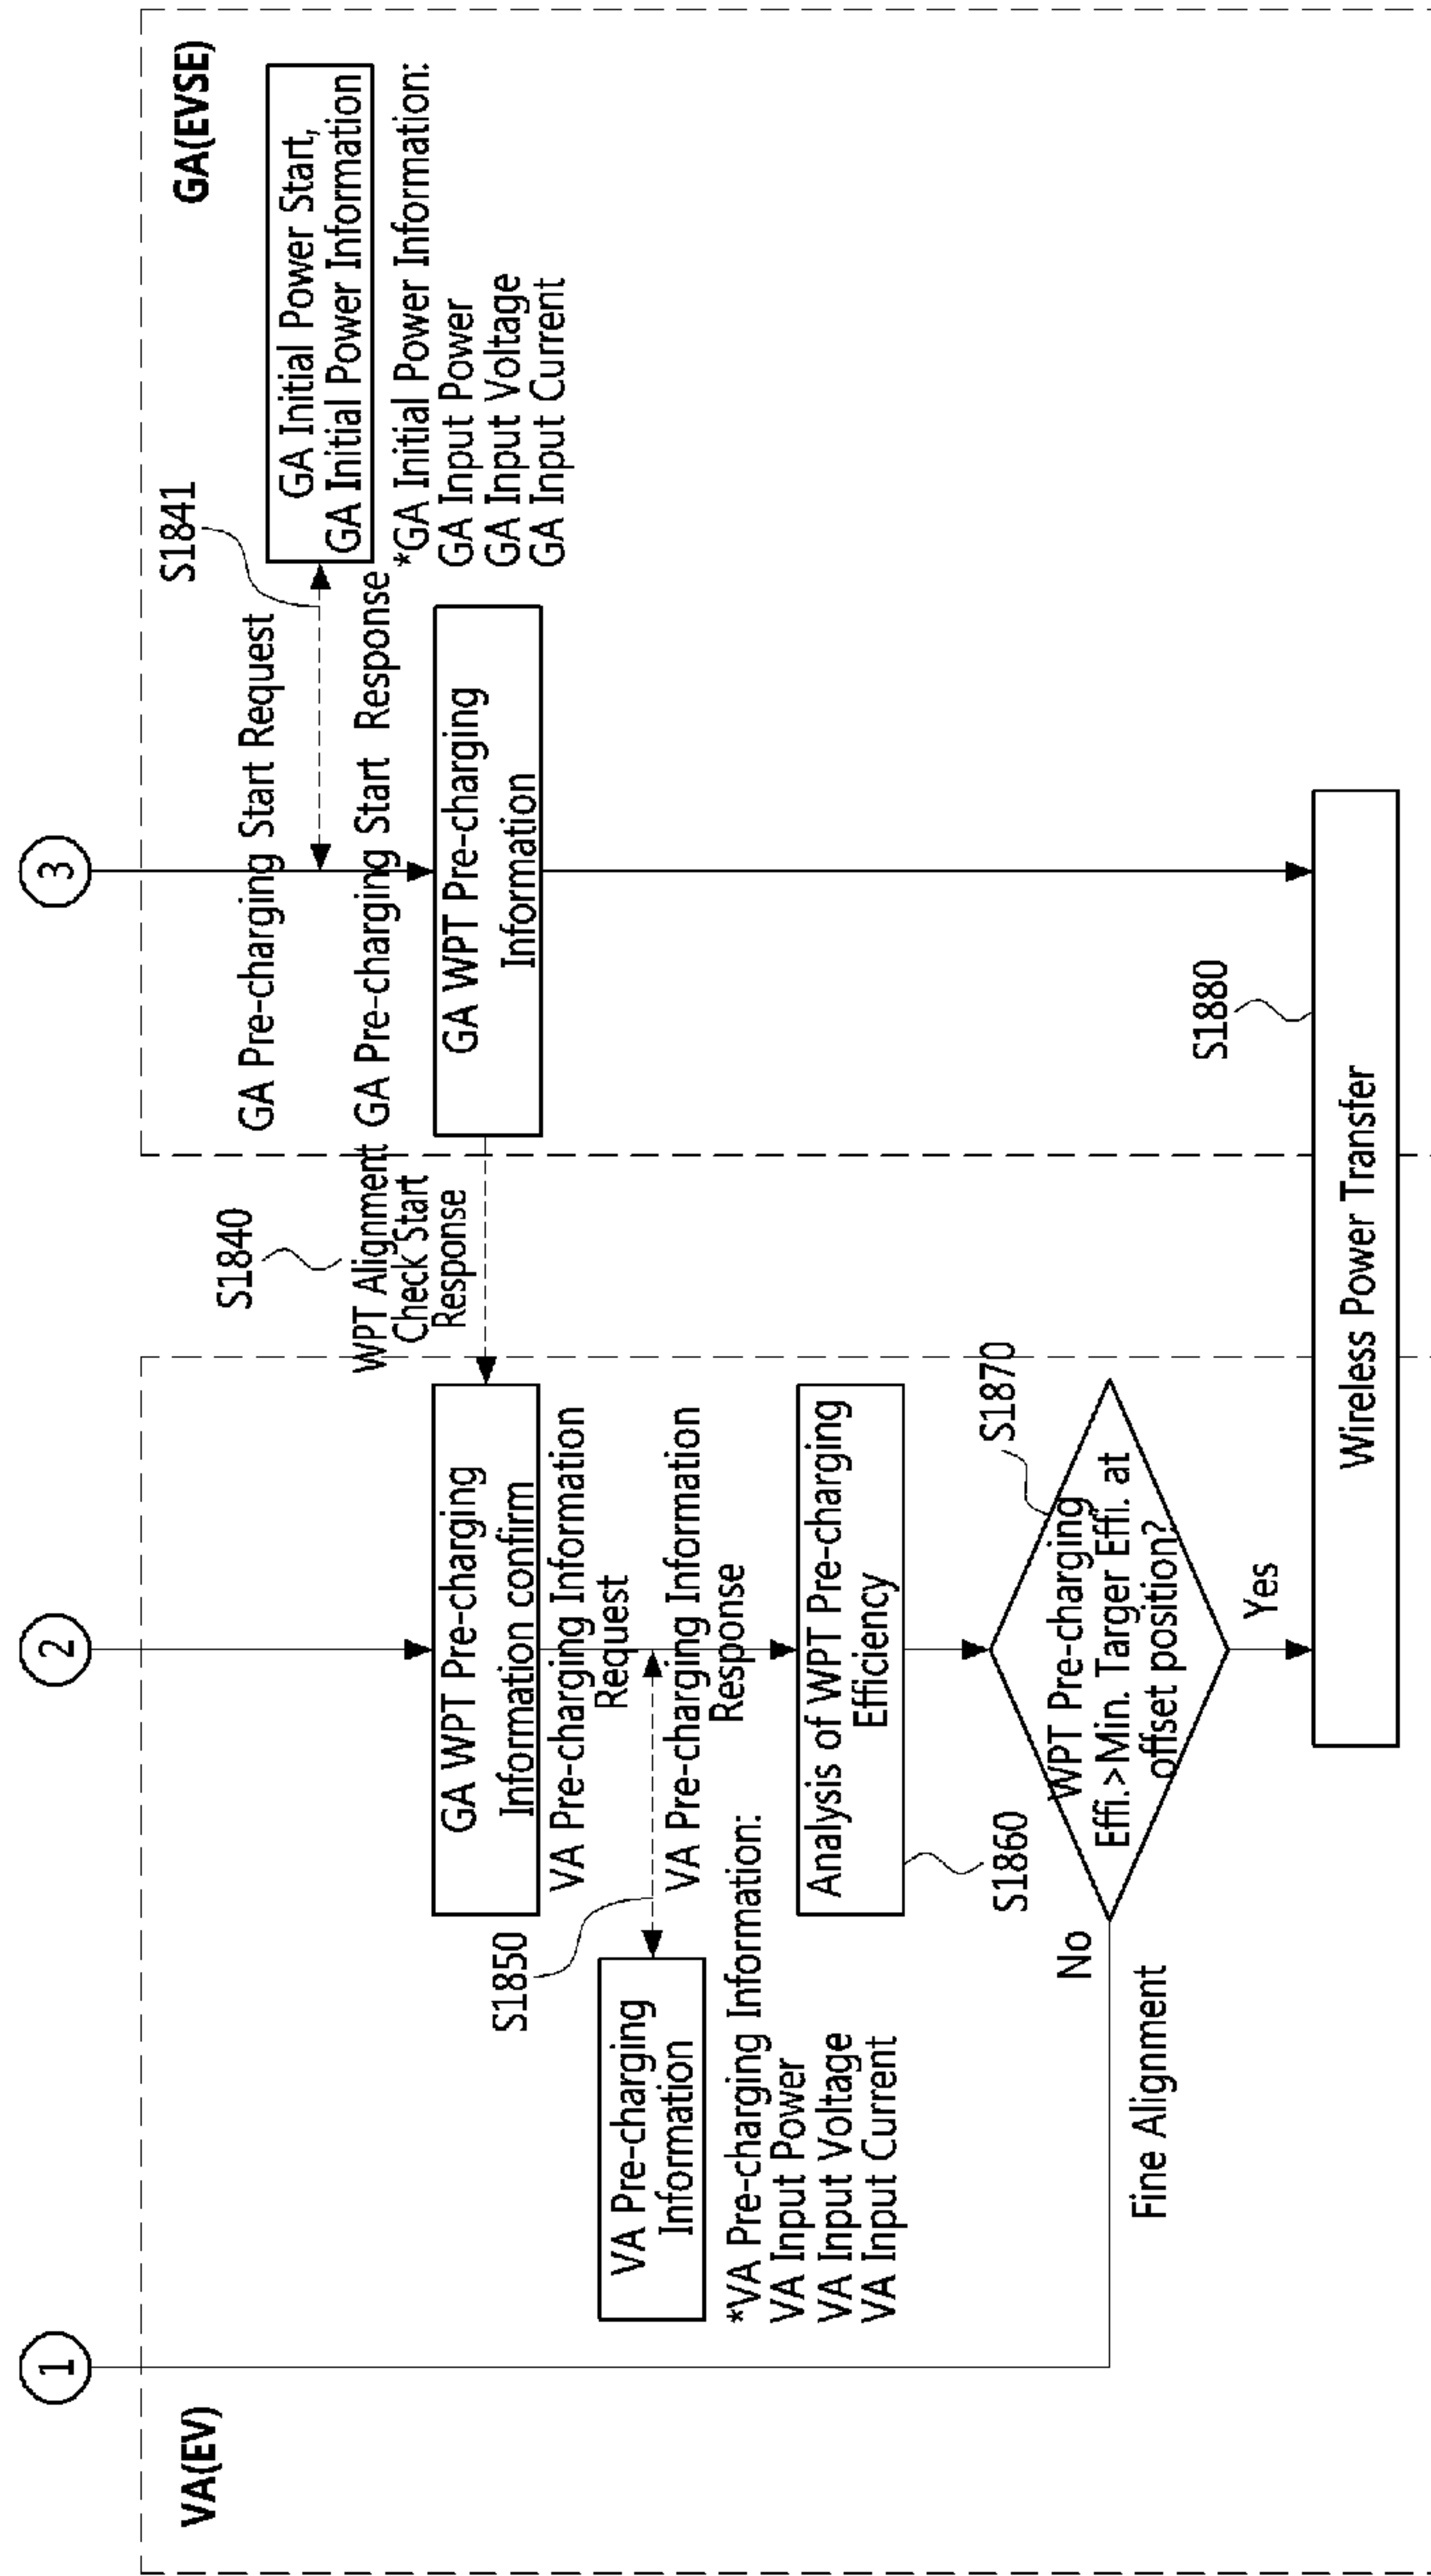 1
2
3
VA(EV)
GA(EVSE)
GA Pre-charging Start Request
S1841
GA Initial Power Start,
GA Initial Power Information
GA Pre-charging Start Response
*GA Initial Power Information:
GA Input Power
GA Input Voltage
GA Input Current
S1840
WPT Alignment
Check Start
Response
GA WPT Pre-charging
Information
GA WPT Pre-charging
Information confirm
VA Pre-charging Information
Request
S1850
VA Pre-charging
Information
VA Pre-charging Information
Response
*VA Pre-charging Information:
VA Input Power
VA Input Voltage
VA Input Current
Analysis of WPT Pre-charging
Efficiency
S1860
S1870
WPT Pre-charging
Effi.>Min. Targer Effi. at
offset position?
No
Fine Alignment
Yes
S1880
Wireless Power Transfer